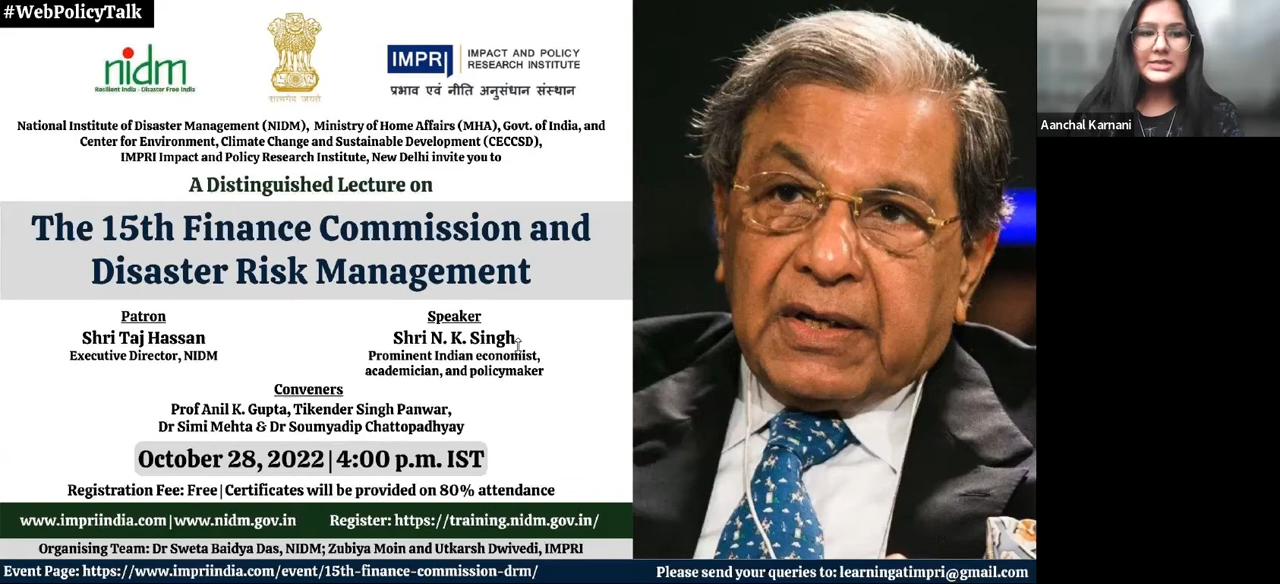 #WebPolicyTalk
nidm
Resilient India - Disaster Free India
सत्यमेव जयते
IMPRI
IMPACT AND POLICY
RESEARCH INSTITUTE
प्रभाव एवं नीति अनुसंधान संस्थान
National Institute of Disaster Management (NIDM), Ministry of Home Affairs (MHA), Govt. of India, and
Center for Environment, Climate Change and Sustainable Development (CECCSD),
IMPRI Impact and Policy Research Institute, New Delhi invite you to
A Distinguished Lecture on
The 15th Finance Commission and
Disaster Risk Management
Patron
Shri Taj Hassan
Executive Director, NIDM
Speaker
Shri N. K. Singh
Prominent Indian economist,
academician, and policymaker
Conveners
Prof Anil K. Gupta, Tikender Singh Panwar,
Dr Simi Mehta & Dr Soumyadip Chattopadhyay
October 28, 2022|4:00 p.m. IST
Registration Fee: Free|Certificates will be provided on 80% attendance
www.impriindia.com|www.nidm.gov.in Register: https://training.nidm.gov.in/
Organising Team: Dr Sweta Baidya Das, NIDM; Zubiya Moin and Utkarsh Dwivedi, IMPRI
Event Page: https://www.impriindia.com/event/15th-finance-commission-drm/
Please send your queries to: learningatimpri@gmail.com
Aanchal Karnani